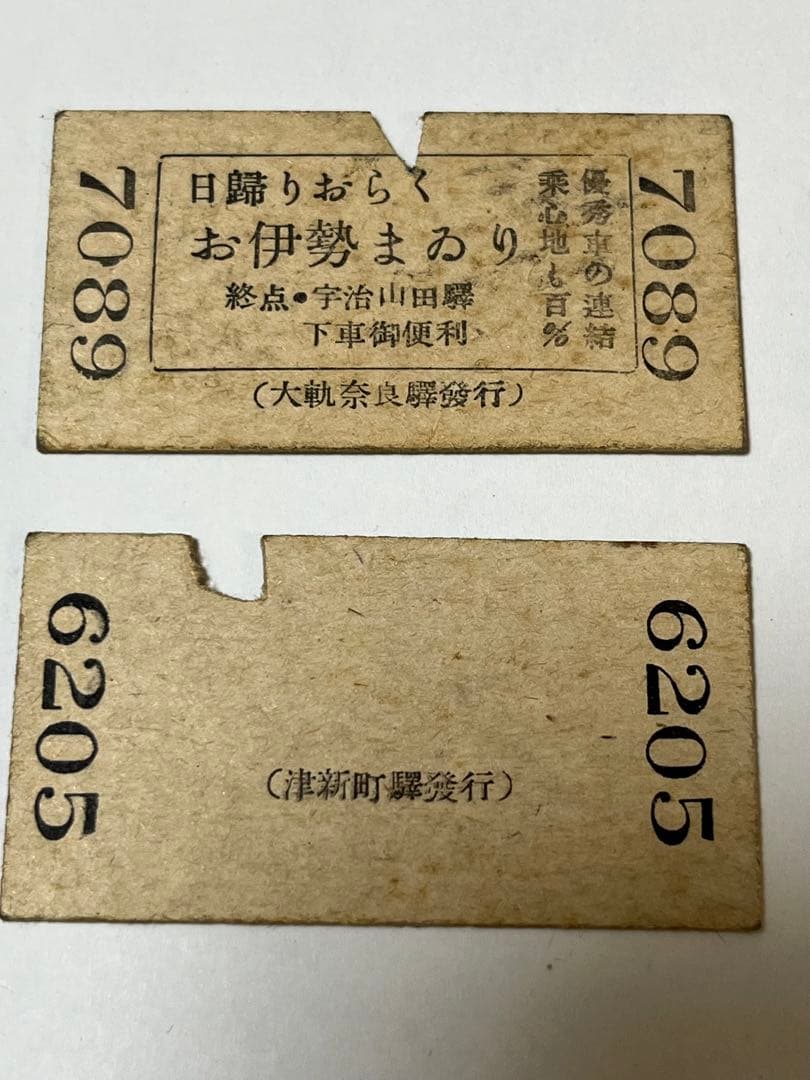 7089
日歸りおらく
お伊勢まゐり
終点・宇治山田驛
下車御便利
優秀車の連結
乘心地も百%
(大軌奈良驛發行)
7089
6205
(津新町驛發行)
6205